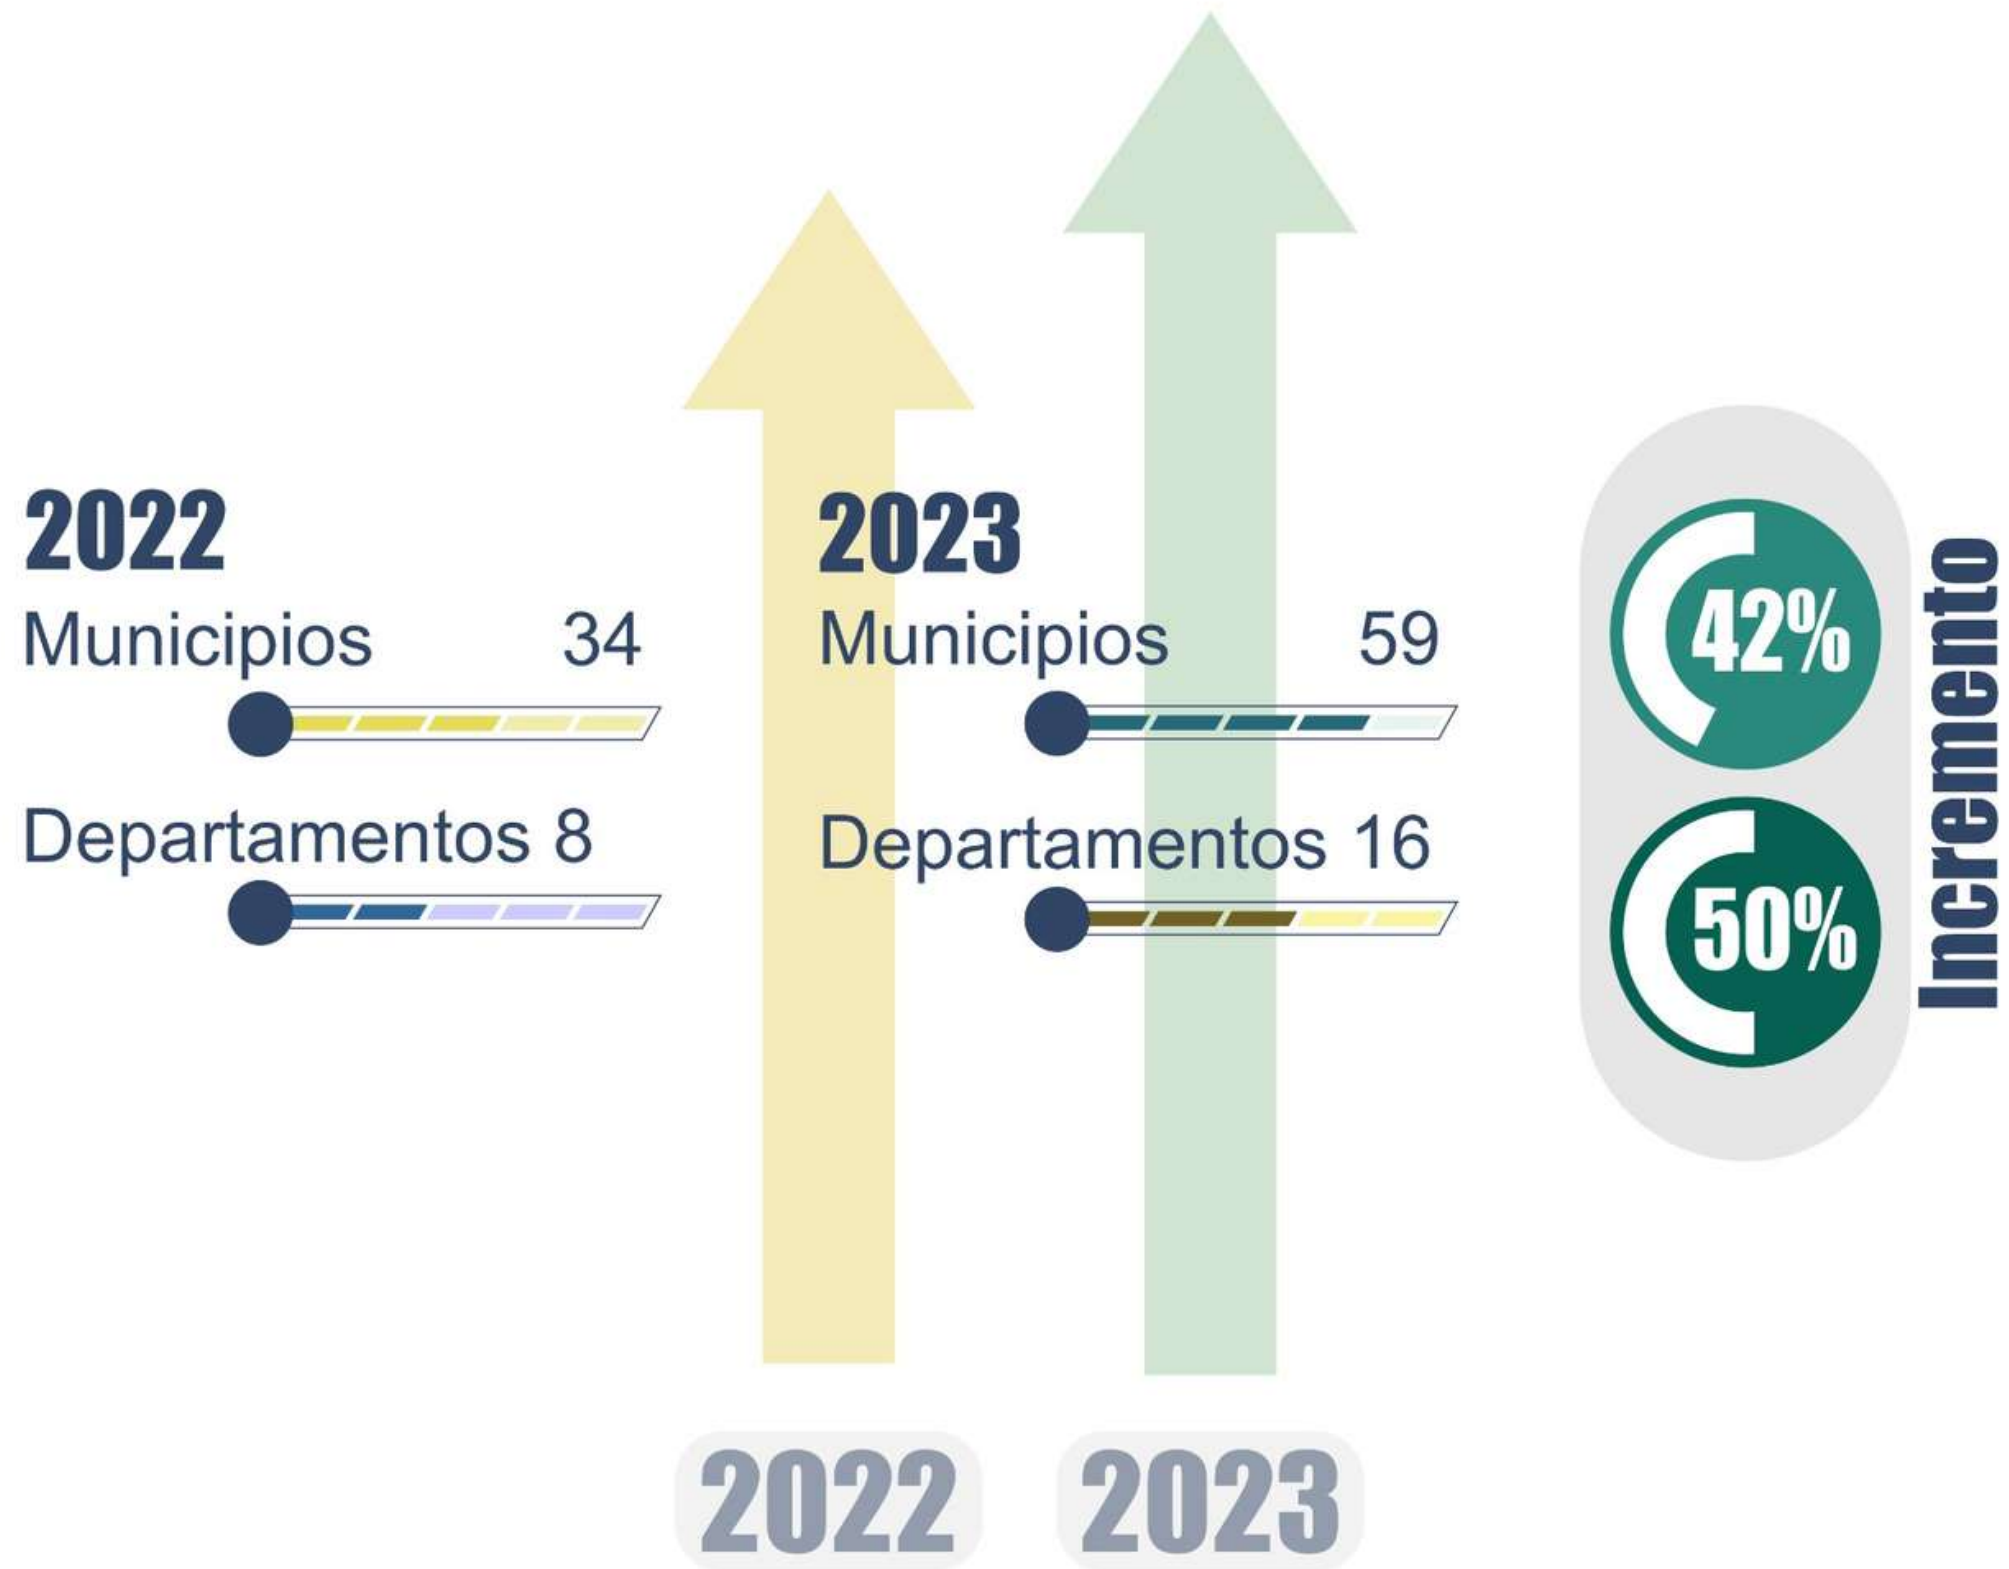 2022
Municipios 34
Departamentos 8
2023
Municipios 59
Departamentos 16
42%
50%
Incremento
2022
2023